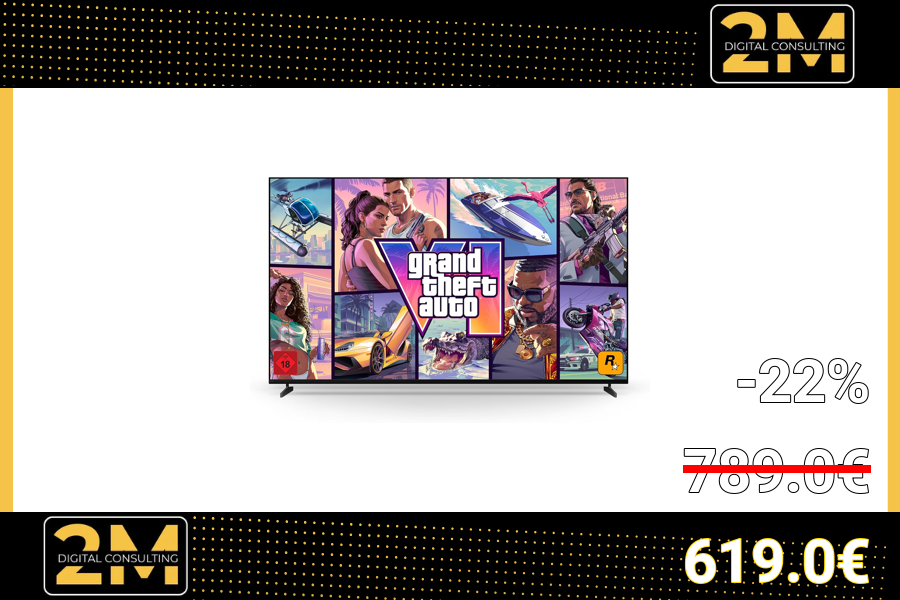 2M
DIGITAL CONSULTING
VI
grand
theft
auto
18
R
-22%
789.0€
2M
DIGITAL CONSULTING
619.0€